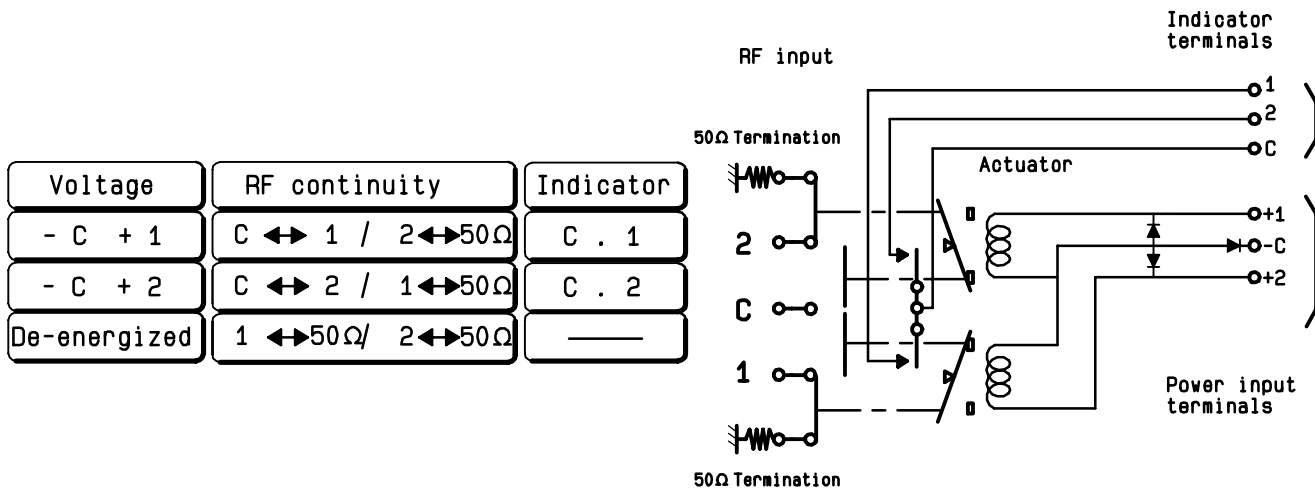 Voltage RF continuity Indicator
- C + 1 C ↔ 1 / 2↔50Ω C . 1
- C + 2 C ↔ 2 / 1↔50Ω C . 2
De-energized 1 ↔50Ω/ 2↔50Ω ———
Indicator
terminals
RF input
1
2
50Ω Termination
C
Actuator
+1
2
-C
+2
C
1
Power input
terminals
50Ω Termination